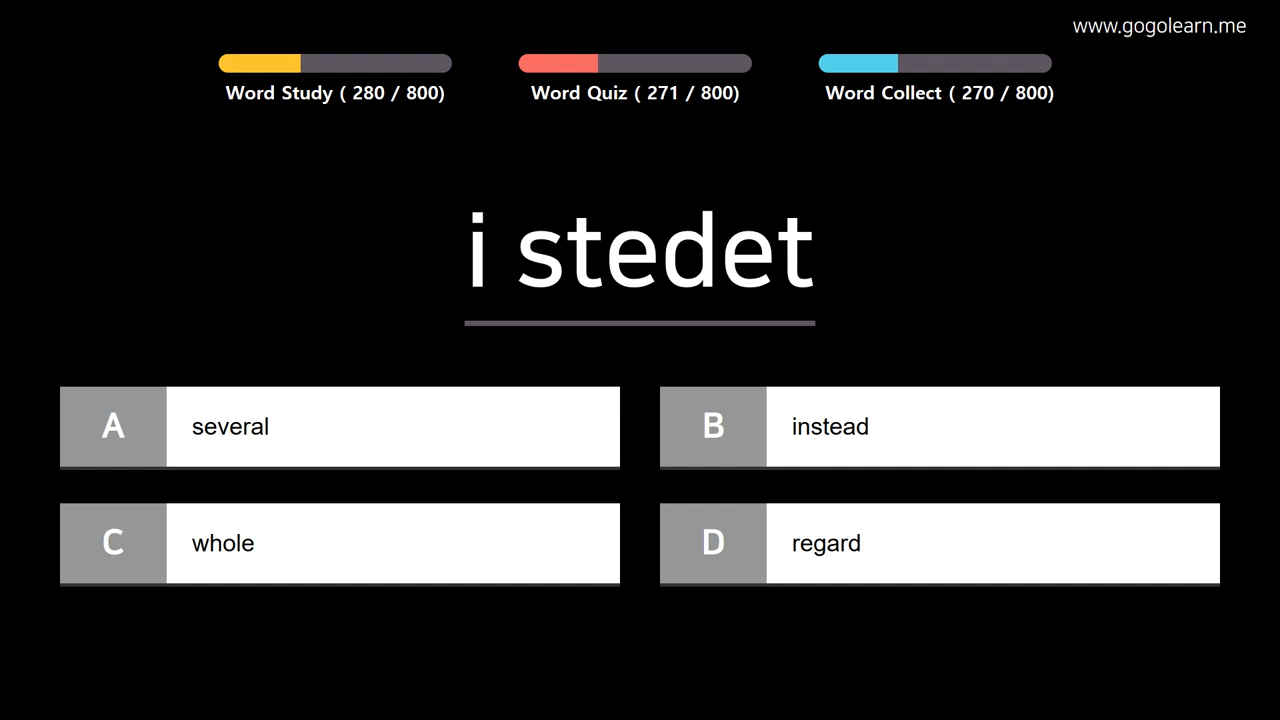 www.gogolearn.me
Word Study ( 280 / 800)
Word Quiz ( 271 / 800)
Word Collect ( 270 / 800)
i stedet
A several
B instead
C whole
D regard